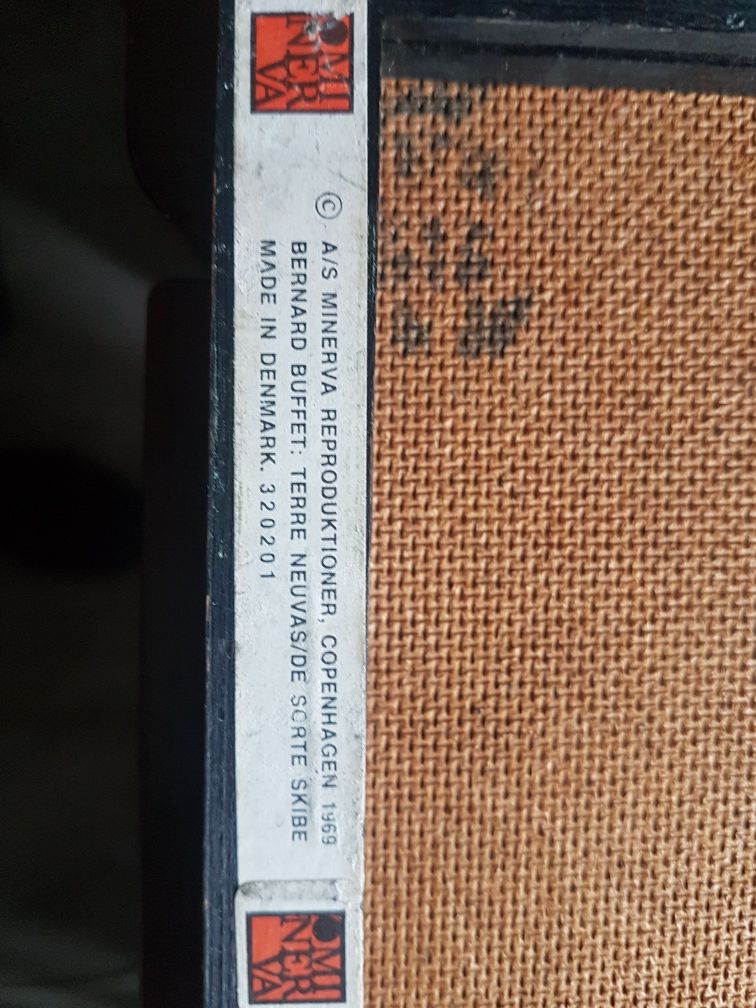 MI
NER
VA
© A/S MINERVA REPRODUKTIONER, COPENHAGEN 1969
BERNARD BUFFET: TERRE NEUVAS/DE SORTE SKIBE
MADE IN DENMARK. 320201
MI
NER
VA